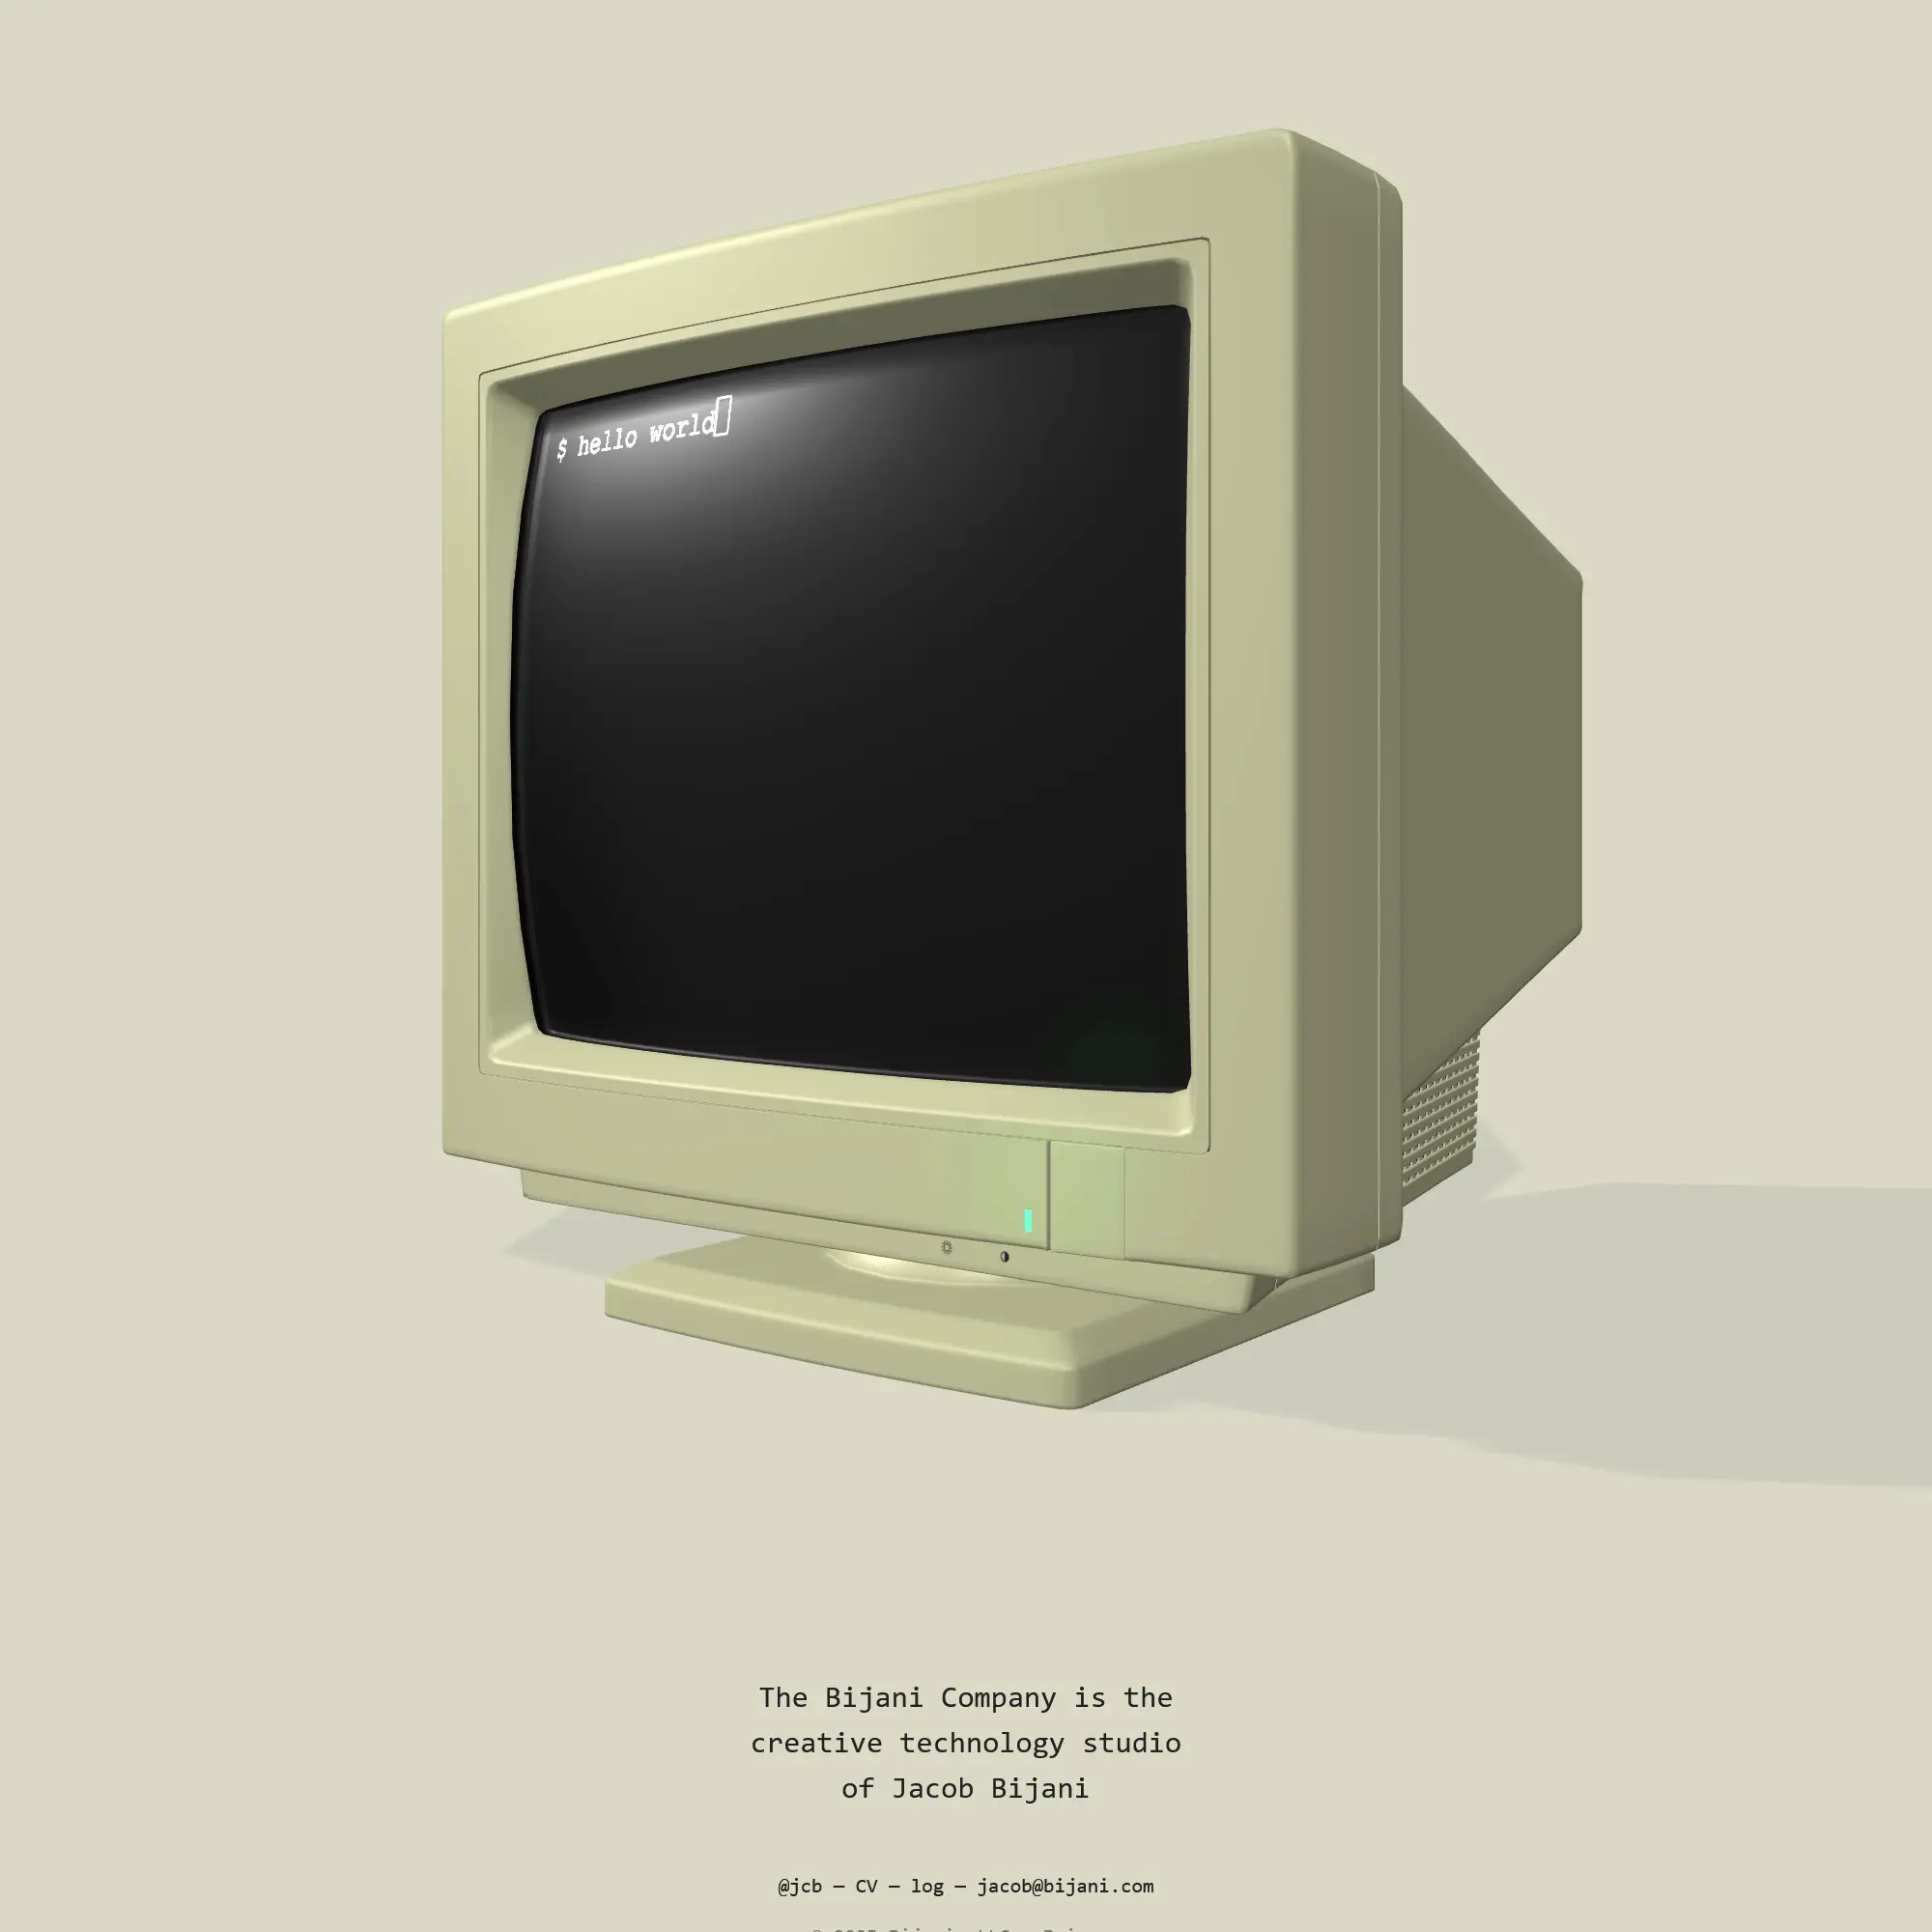 $ hello world
The Bijani Company is the
creative technology studio
of Jacob Bijani
@jcb — CV — log — jacob@bijani.com